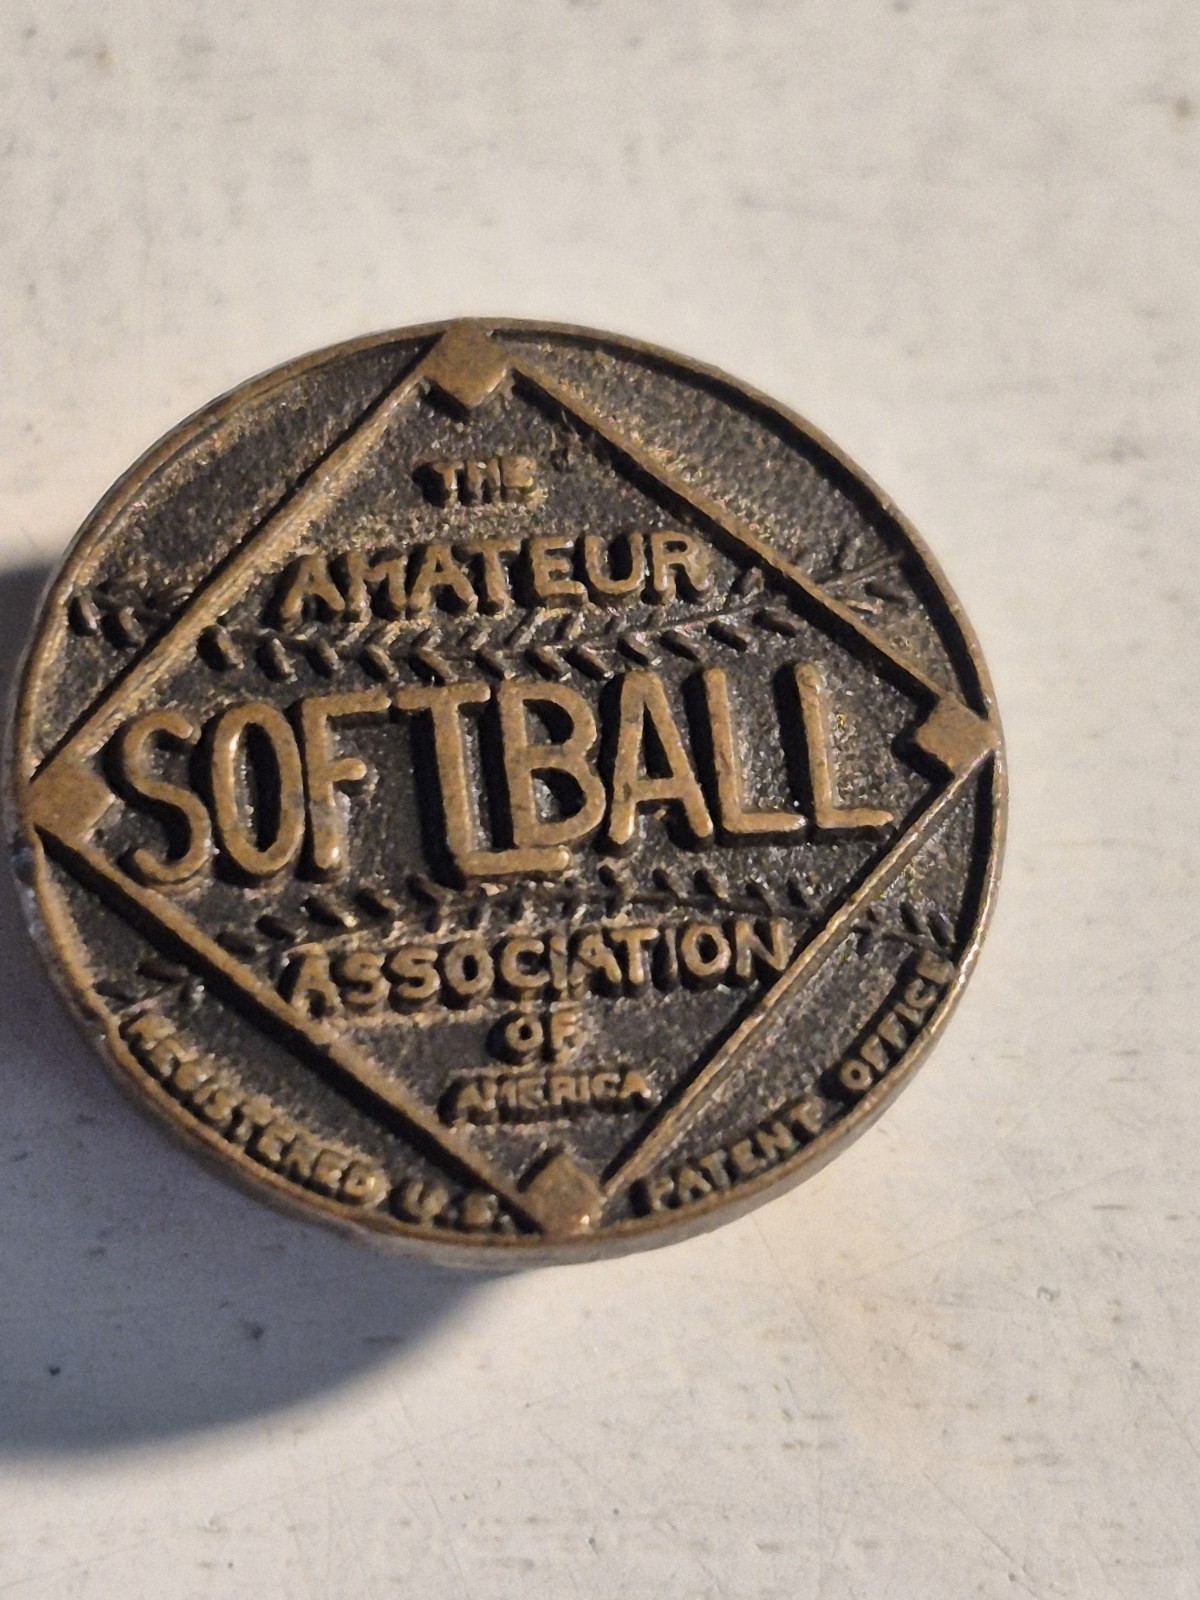 THE
AMATEUR
SOFTBALL
ASSOCIATION
OF
AMERICA
REGISTERED U.S. PATENT OFFICE